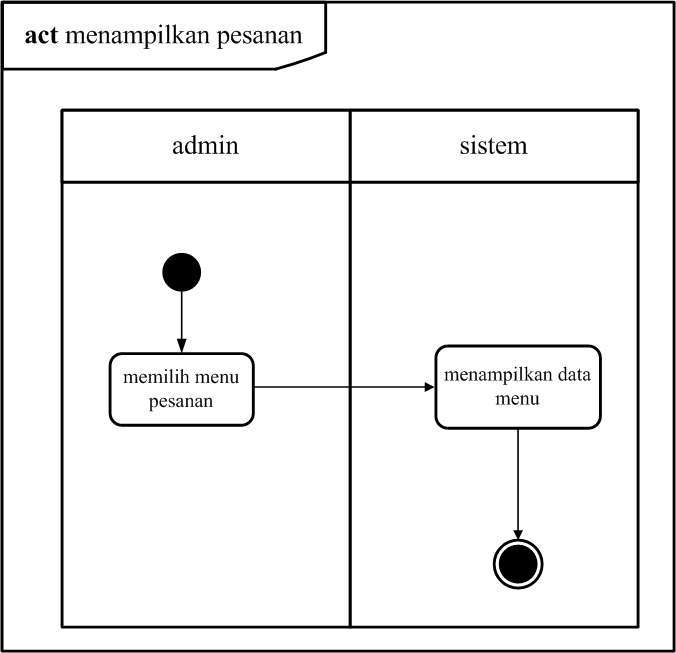 act menampilkan pesanan
admin
sistem
memilih menu
pesanan
menampilkan data
menu